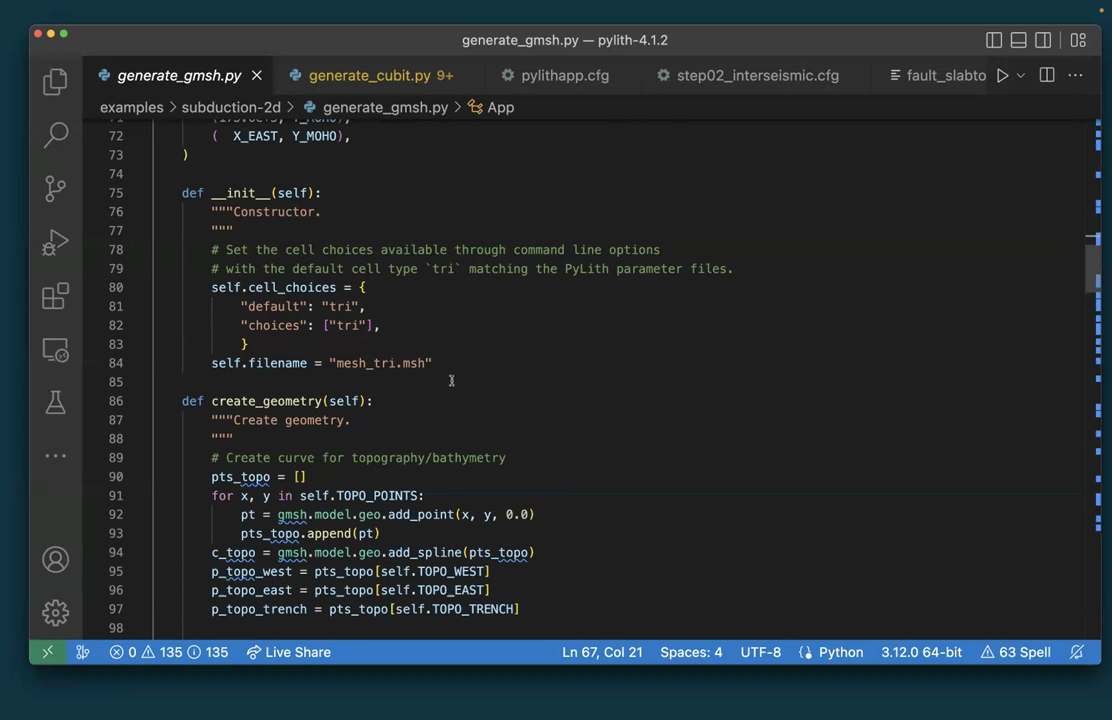 generate_gmsh.py — pylith-4.1.2
generate_gmsh.py generate_cubit.py 9+ pylithapp.cfg step02_interseismic.cfg fault_slabto
examples > subduction-2d > generate_gmsh.py > App
72 ( X_EAST, Y_MOHO),
73 )
74
75 def __init__(self):
76 """Constructor.
77 """
78 # Set the cell choices available through command line options
79 # with the default cell type `tri` matching the PyLith parameter files.
80 self.cell_choices = {
81 "default": "tri",
82 "choices": ["tri"],
83 }
84 self.filename = "mesh_tri.msh"
85
86 def create_geometry(self):
87 """Create geometry.
88 """
89 # Create curve for topography/bathymetry
90 pts_topo = []
91 for x, y in self.TOPO_POINTS:
92 pt = gmsh.model.geo.add_point(x, y, 0.0)
93 pts_topo.append(pt)
94 c_topo = gmsh.model.geo.add_spline(pts_topo)
95 p_topo_west = pts_topo[self.TOPO_WEST]
96 p_topo_east = pts_topo[self.TOPO_EAST]
97 p_topo_trench = pts_topo[self.TOPO_TRENCH]
98
0 135 135 Live Share Ln 67, Col 21 Spaces: 4 UTF-8 Python 3.12.0 64-bit 63 Spell